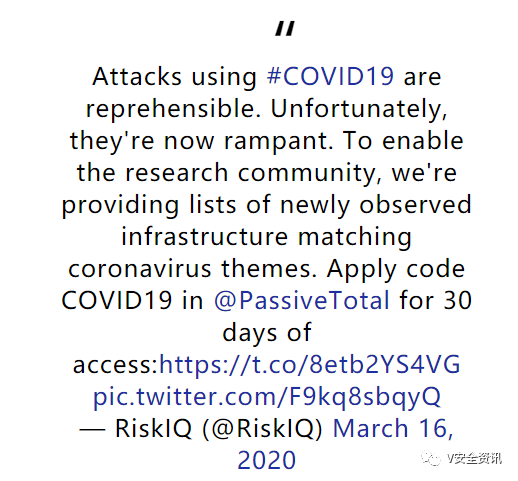 “
Attacks using #COVID19 are
reprehensible. Unfortunately,
they're now rampant. To enable
the research community, we're
providing lists of newly observed
infrastructure matching
coronavirus themes. Apply code
COVID19 in @PassiveTotal for 30
days of
access:https://t.co/8etb2YS4VG
pic.twitter.com/F9kq8sbqyQ
— RiskIQ (@RiskIQ) March 16,
2020
V安全资讯